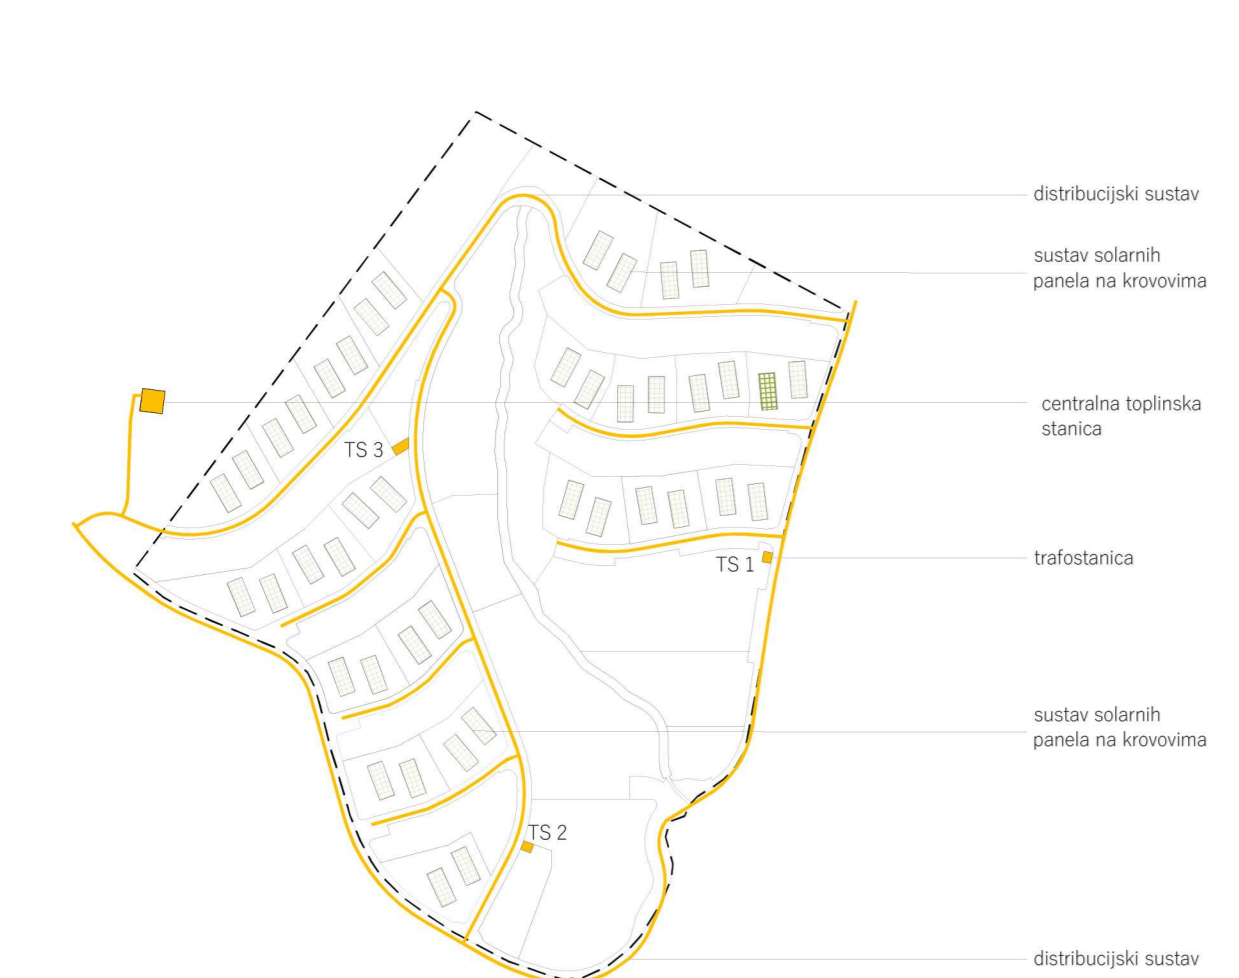 distribucijski sustav
sustav solarnih
panela na krovovima
centralna toplinska
stanica
TS 3
trafostanica
TS 1
sustav solarnih
panela na krovovima
TS 2
distribucijski sustav